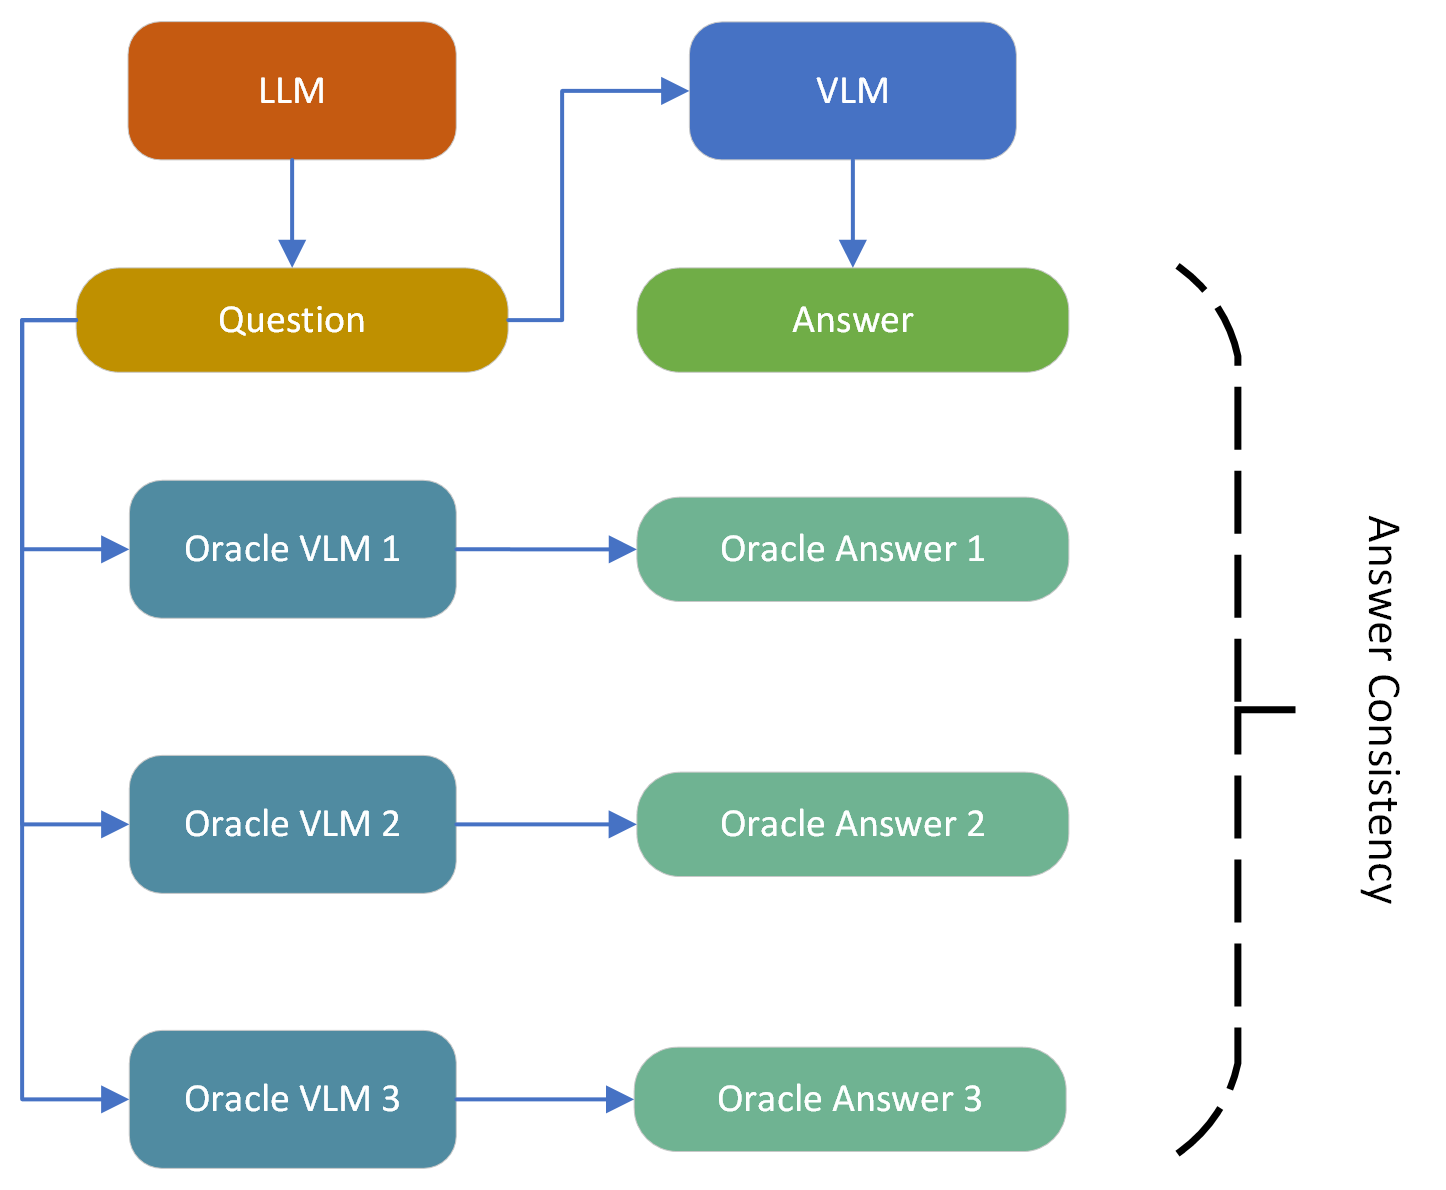 LLM
VLM
Question
Answer
Oracle VLM 1
Oracle Answer 1
Oracle VLM 2
Oracle Answer 2
Oracle VLM 3
Oracle Answer 3
Answer Consistency